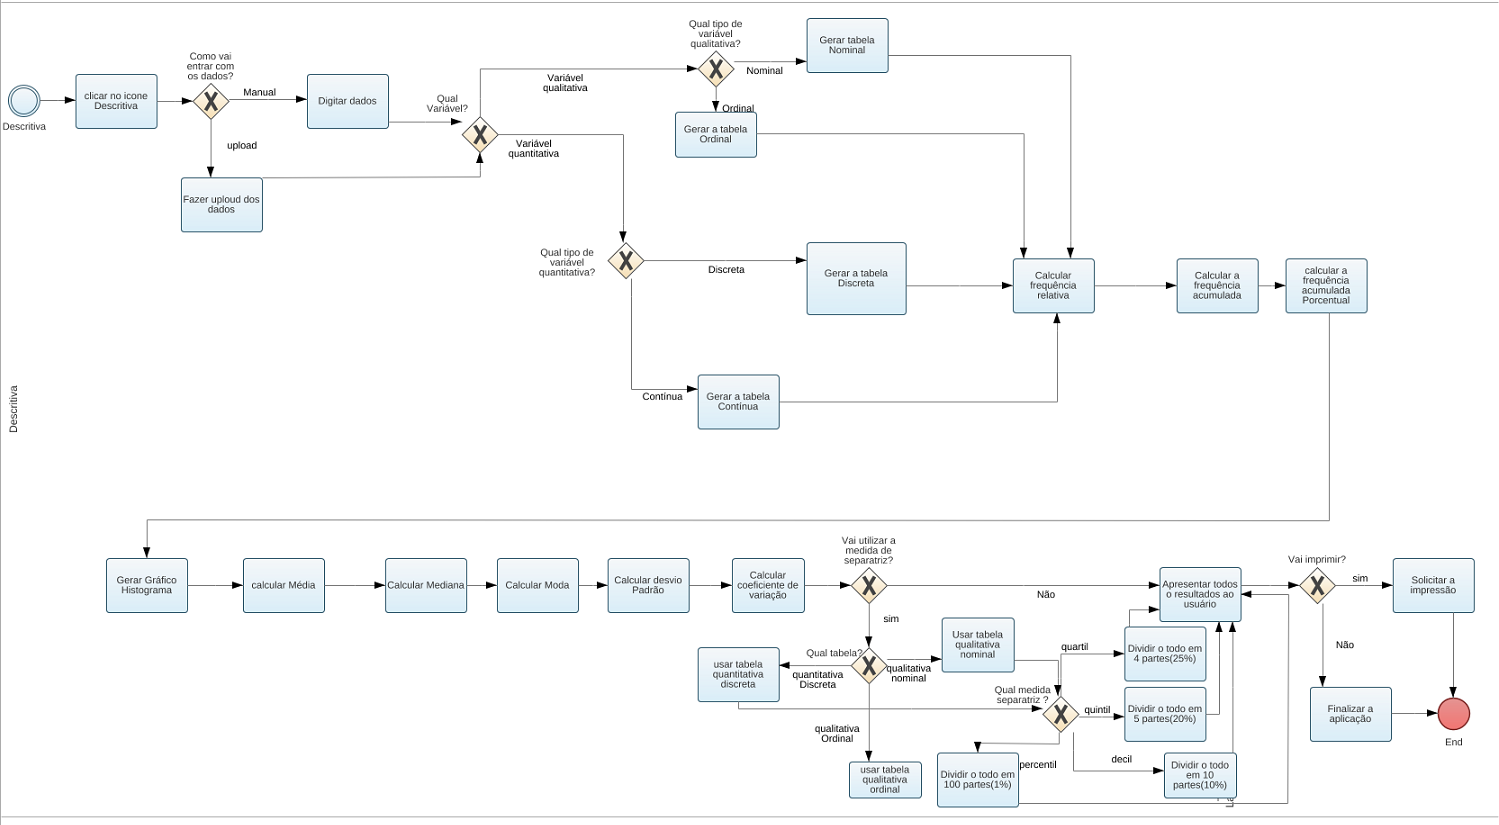 Descritiva
Descritiva
clicar no icone
Descritiva
Como vai
entrar com
os dados?
Manual
upload
Digitar dados
Fazer uploud dos
dados
Qual
Variável?
Variável
qualitativa
Variável
quantitativa
Qual tipo de
variável
qualitativa?
Nominal
Ordinal
Gerar tabela
Nominal
Gerar a tabela
Ordinal
Qual tipo de
variável
quantitativa?
Discreta
Contínua
Gerar a tabela
Discreta
Gerar a tabela
Contínua
Calcular
frequência
relativa
Calcular a
frequência
acumulada
calcular a
frequência
acumulada
Porcentual
Gerar Gráfico
Histograma
calcular Média
Calcular Mediana
Calcular Moda
Calcular desvio
Padrão
Calcular
coeficiente de
variação
Vai utilizar a
medida de
separatriz?
Não
sim
Qual tabela?
quantitativa
Discreta
qualitativa
nominal
qualitativa
Ordinal
usar tabela
quantitativa
discreta
Usar tabela
qualitativa
nominal
usar tabela
qualitativa
ordinal
Qual medida
separatriz ?
quartil
quintil
decil
percentil
Dividir o todo em
4 partes(25%)
Dividir o todo em
5 partes(20%)
Dividir o todo
em 10
partes(10%)
Dividir o todo em
100 partes(1%)
Apresentar todos
o resultados ao
usuário
Vai imprimir?
sim
Não
Solicitar a
impressão
Finalizar a
aplicação
End